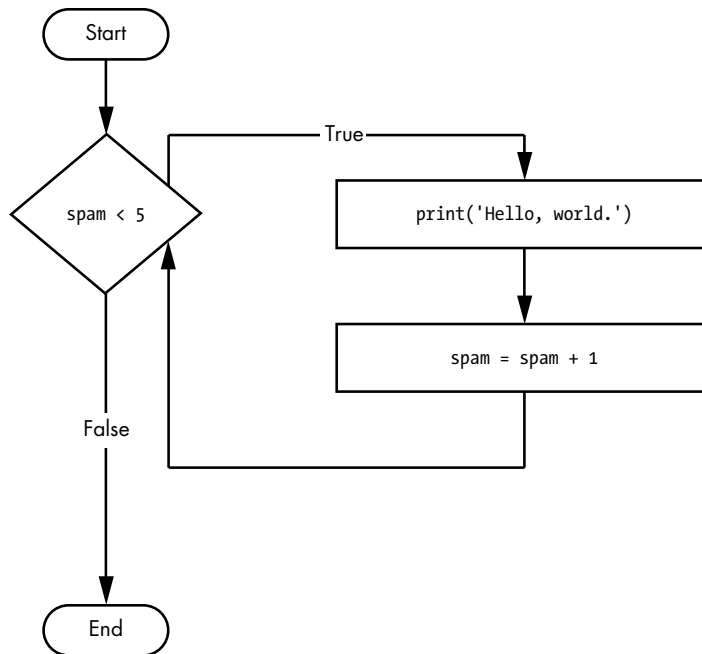 Start
True
spam < 5
print('Hello, world.')
spam = spam + 1
False
End